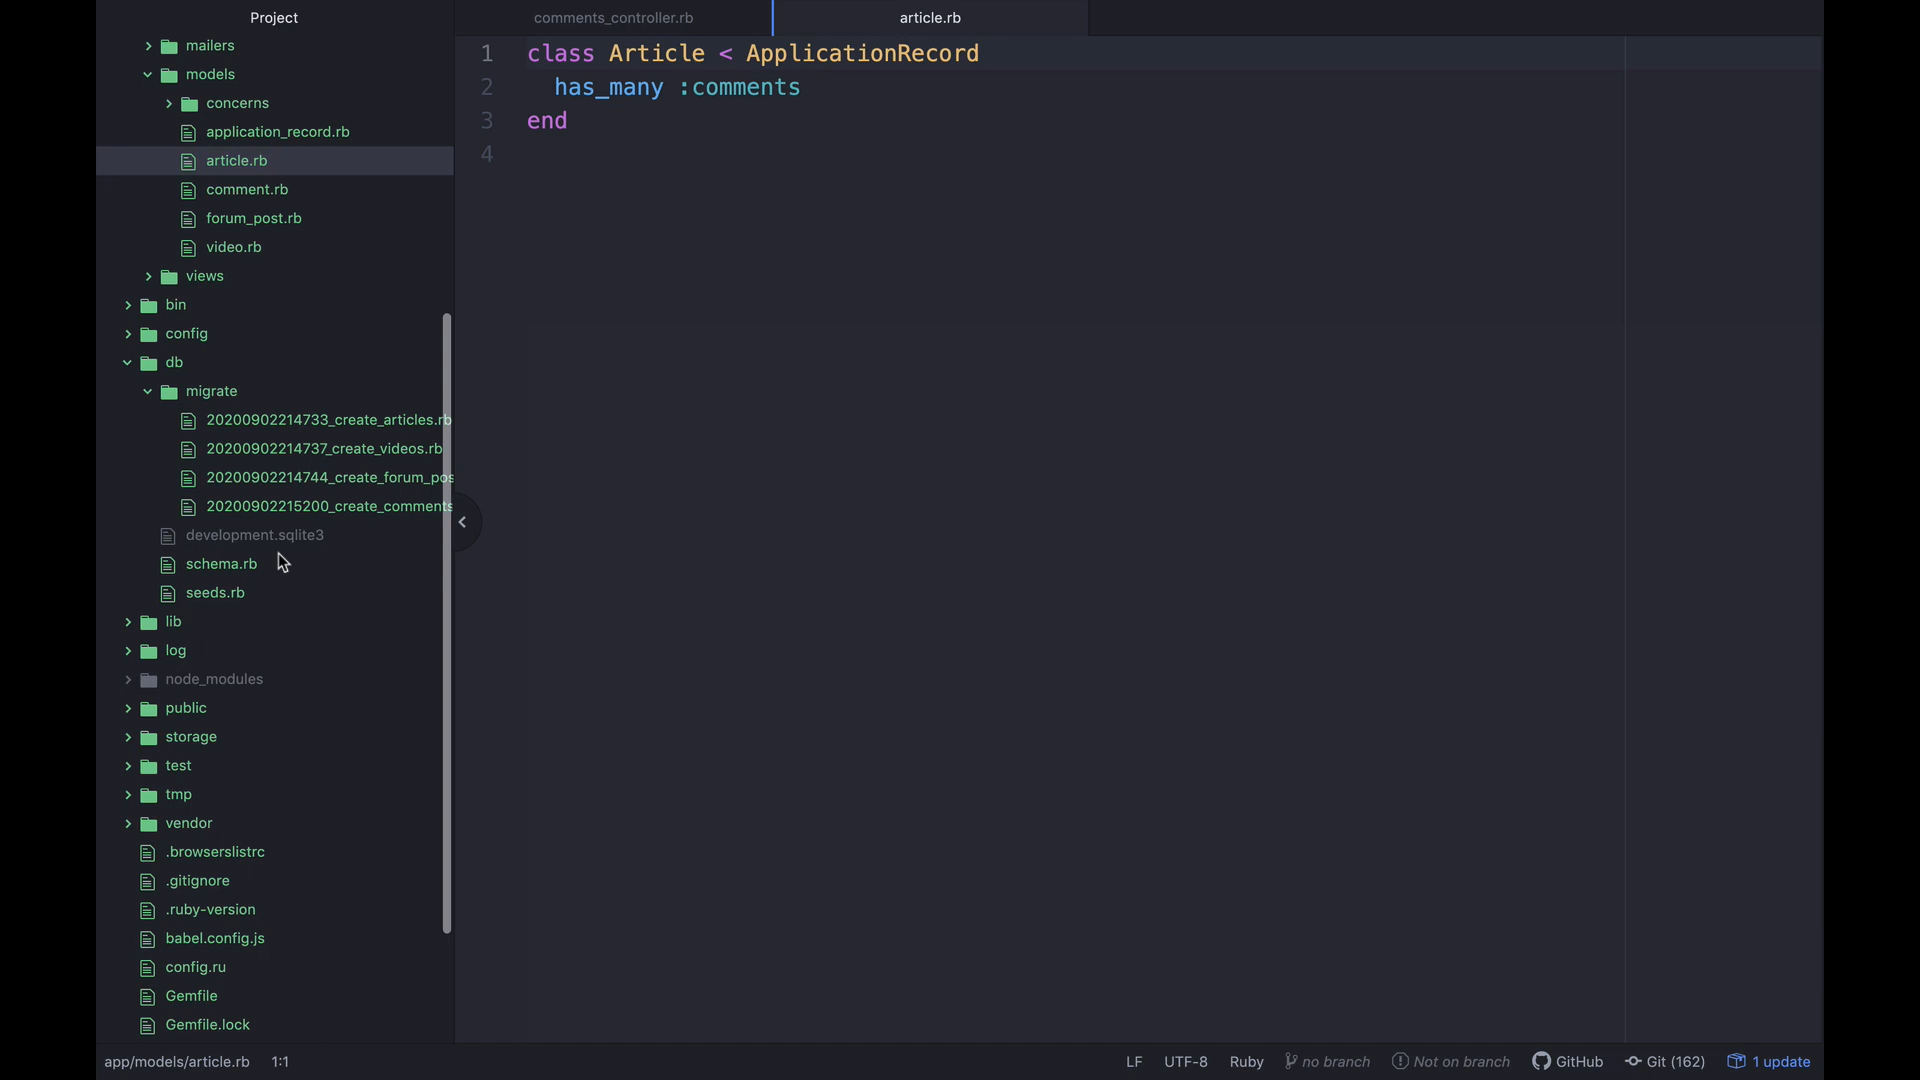 Project
mailers
models
concerns
application_record.rb
article.rb
comment.rb
forum_post.rb
video.rb
views
bin
config
db
migrate
20200902214733_create_articles.rb
20200902214737_create_videos.rb
20200902214744_create_forum_pos
20200902215200_create_comments
development.sqlite3
schema.rb
seeds.rb
lib
log
node_modules
public
storage
test
tmp
vendor
.browserslistrc
.gitignore
.ruby-version
babel.config.js
config.ru
Gemfile
Gemfile.lock
comments_controller.rb article.rb
1 class Article < ApplicationRecord
2 has_many :comments
3 end
4
app/models/article.rb 1:1 LF UTF-8 Ruby no branch Not on branch GitHub Git (162) 1 update